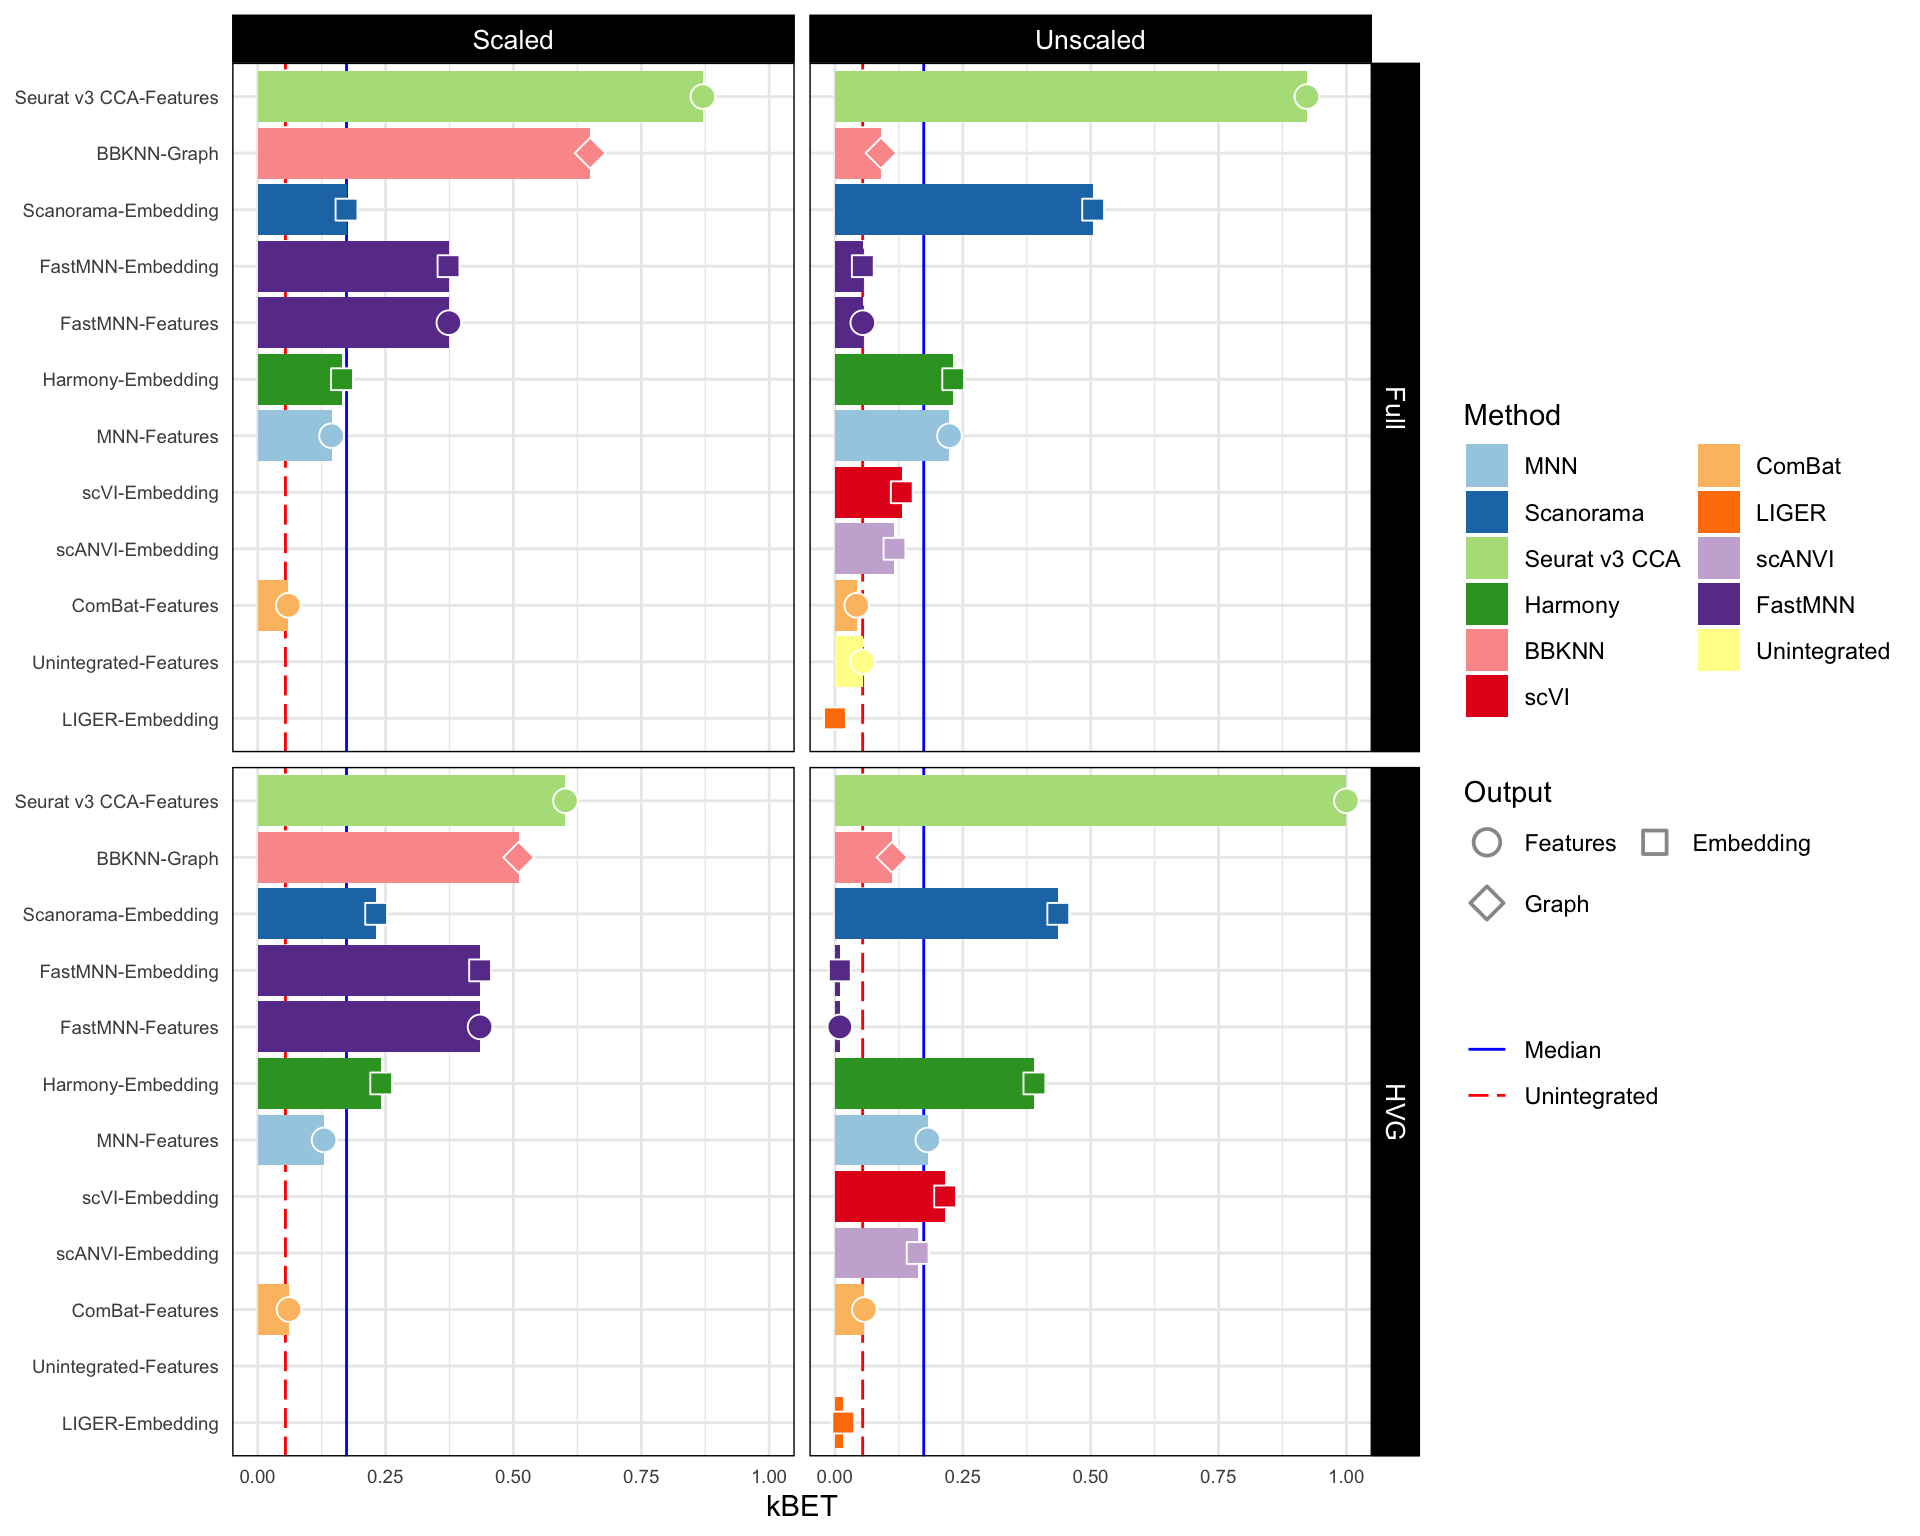 Scaled
Unscaled
Seurat v3 CCA-Features
BBKNN-Graph
Scanorama-Embedding
FastMNN-Embedding
FastMNN-Features
Harmony-Embedding
MNN-Features
scVI-Embedding
scANVI-Embedding
ComBat-Features
Unintegrated-Features
LIGER-Embedding
Full
Seurat v3 CCA-Features
BBKNN-Graph
Scanorama-Embedding
FastMNN-Embedding
FastMNN-Features
Harmony-Embedding
MNN-Features
scVI-Embedding
scANVI-Embedding
ComBat-Features
Unintegrated-Features
LIGER-Embedding
HVG
0.00 0.25 0.50 0.75 1.00
0.00 0.25 0.50 0.75 1.00
kBET
Method
MNN
Scanorama
Seurat v3 CCA
Harmony
BBKNN
scVI
ComBat
LIGER
scANVI
FastMNN
Unintegrated
Output
Features
Embedding
Graph
Median
Unintegrated